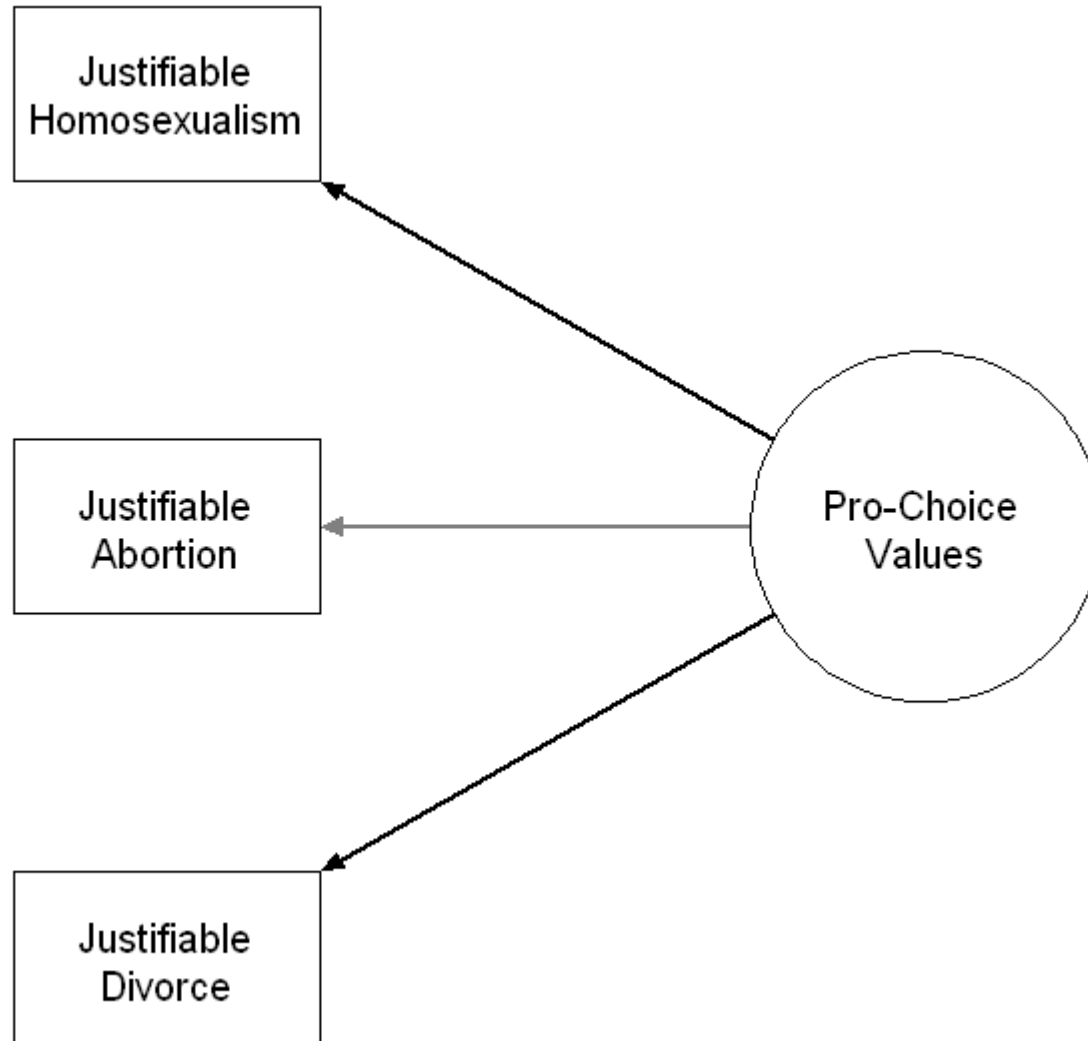 Justifiable
Homosexualism
Justifiable
Abortion
Pro-Choice
Values
Justifiable
Divorce